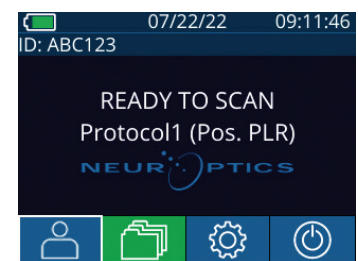 07/22/22 09:11:46
ID: ABC123
READY TO SCAN
Protocol1 (Pos. PLR)
NEUROPTICS